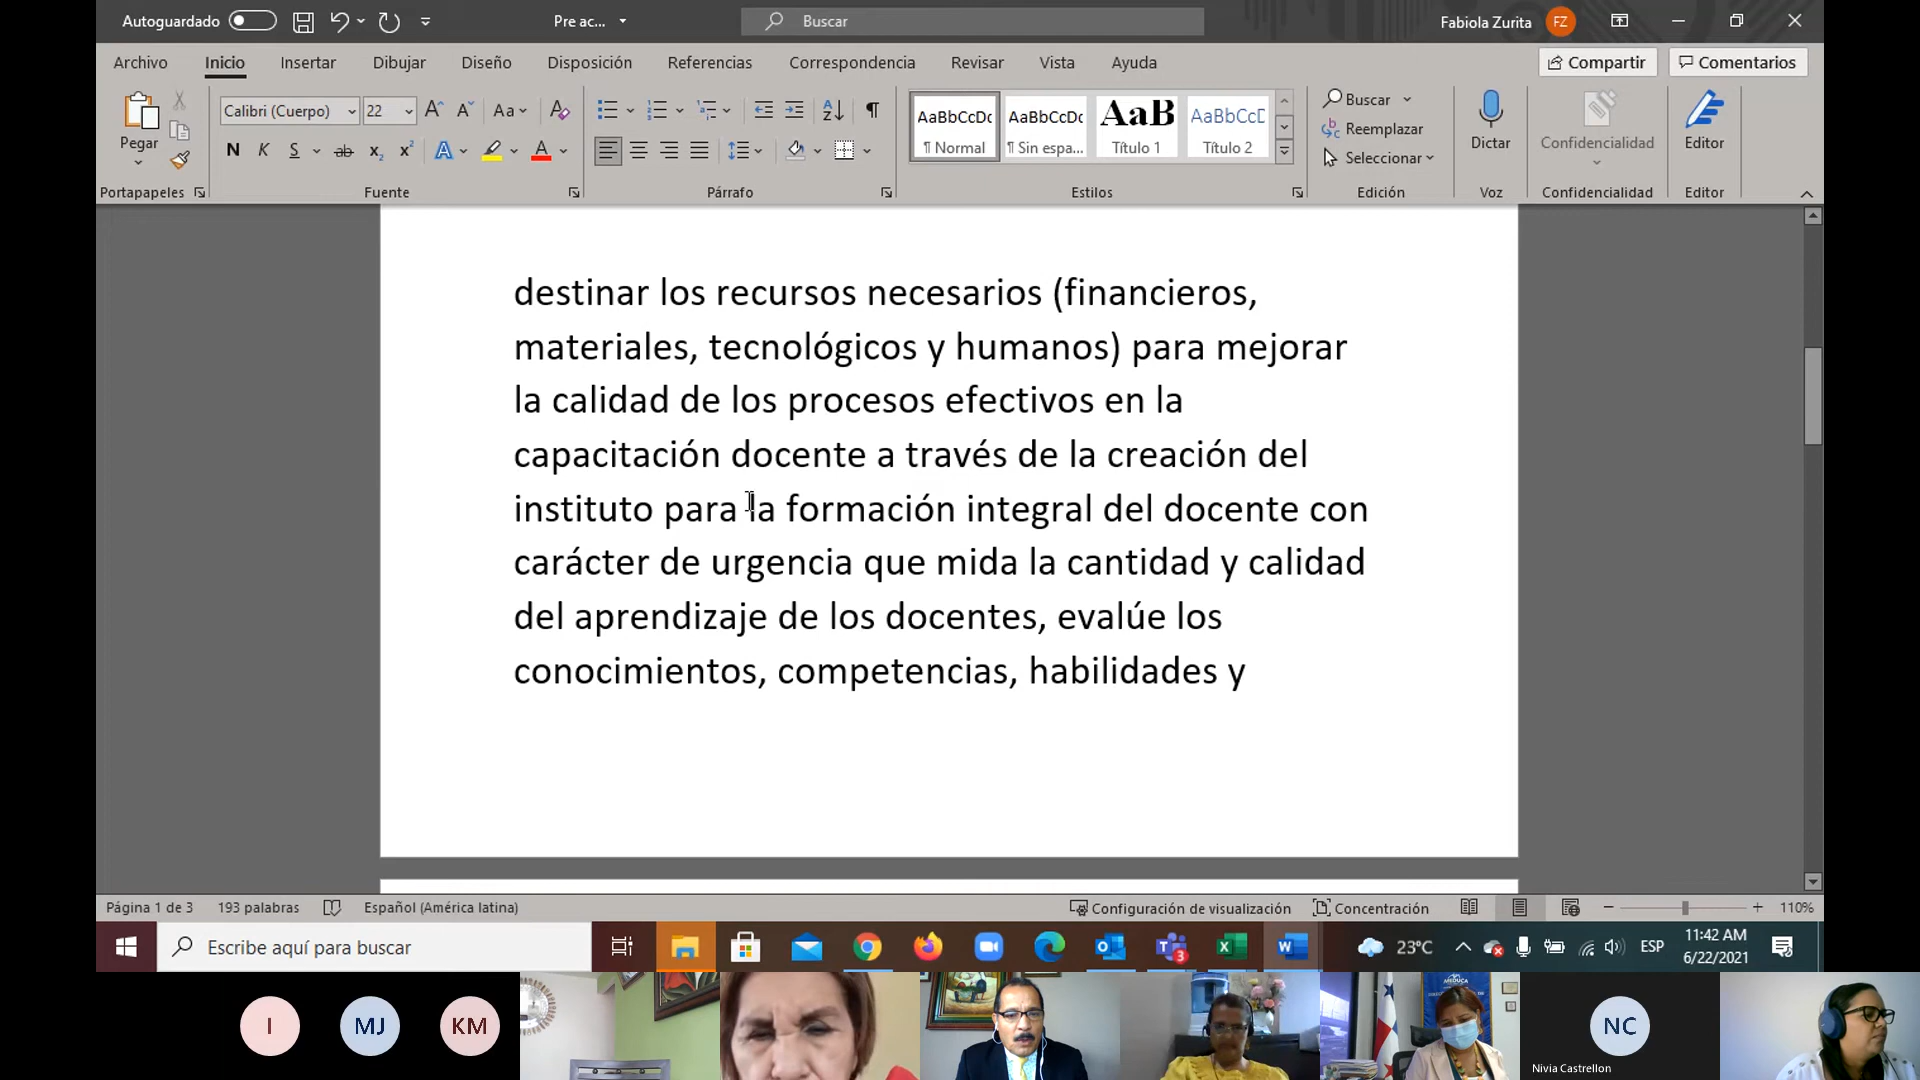 Autoguardado
Pre ac...
Buscar
Fabiola Zurita
FZ
Archivo
Inicio
Insertar
Dibujar
Diseño
Disposición
Referencias
Correspondencia
Revisar
Vista
Ayuda
Compartir
Comentarios
Pegar
Portapapeles
Calibri (Cuerpo)
22
Aa
N K S ab x₂ x²
Fuente
Párrafo
AaBbCcDc
¶ Normal
AaBbCcDc
¶ Sin espa...
AaB
Título 1
AaBbCcC
Título 2
Estilos
Buscar
Reemplazar
Seleccionar
Edición
Dictar
Voz
Confidencialidad
Confidencialidad
Editor
Editor
destinar los recursos necesarios (financieros,
materiales, tecnológicos y humanos) para mejorar
la calidad de los procesos efectivos en la
capacitación docente a través de la creación del
instituto para la formación integral del docente con
carácter de urgencia que mida la cantidad y calidad
del aprendizaje de los docentes, evalúe los
conocimientos, competencias, habilidades y
Página 1 de 3
193 palabras
Español (América latina)
Configuración de visualización
Concentración
110%
Escribe aquí para buscar
3
23°C
ESP
11:42 AM
6/22/2021
I
MJ
KM
MEDUCA
NC
Nivia Castrellon